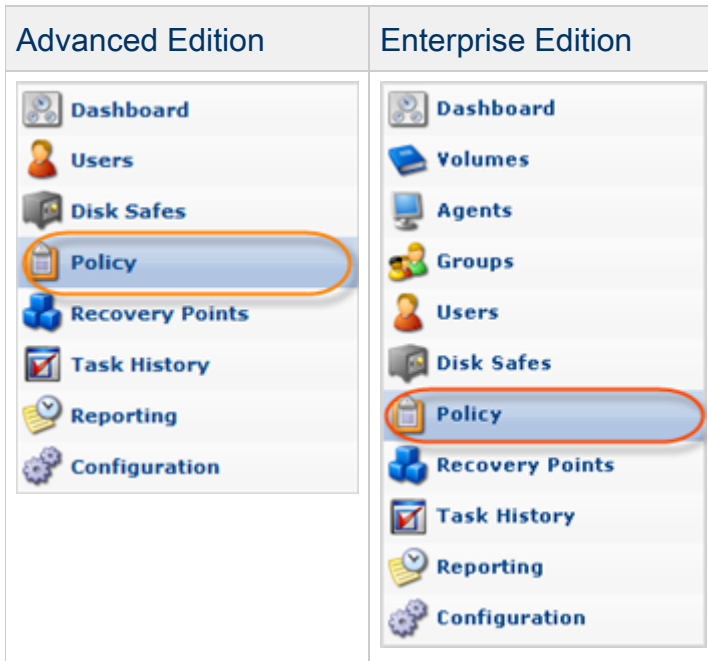 Advanced Edition
Dashboard
Users
Disk Safes
Policy
Recovery Points
Task History
Reporting
Configuration
Enterprise Edition
Dashboard
Volumes
Agents
Groups
Users
Disk Safes
Policy
Recovery Points
Task History
Reporting
Configuration